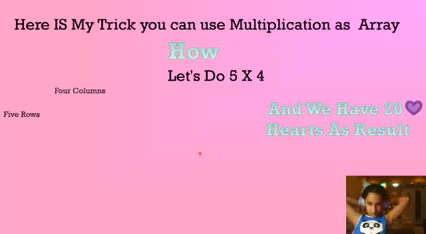 Here IS My Trick you can use Multiplication as Array
How
Let's Do 5 X 4
Four Columns
Five Rows
And We Have 20
Hearts As Result